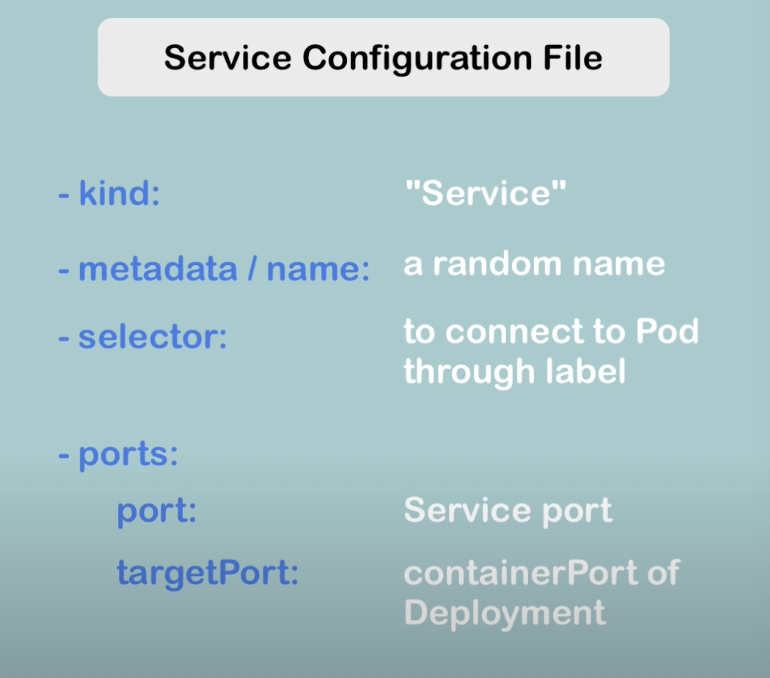 Service Configuration File
- kind: "Service"
- metadata / name: a random name
- selector: to connect to Pod
through label
- ports:
port: Service port
targetPort: containerPort of
Deployment